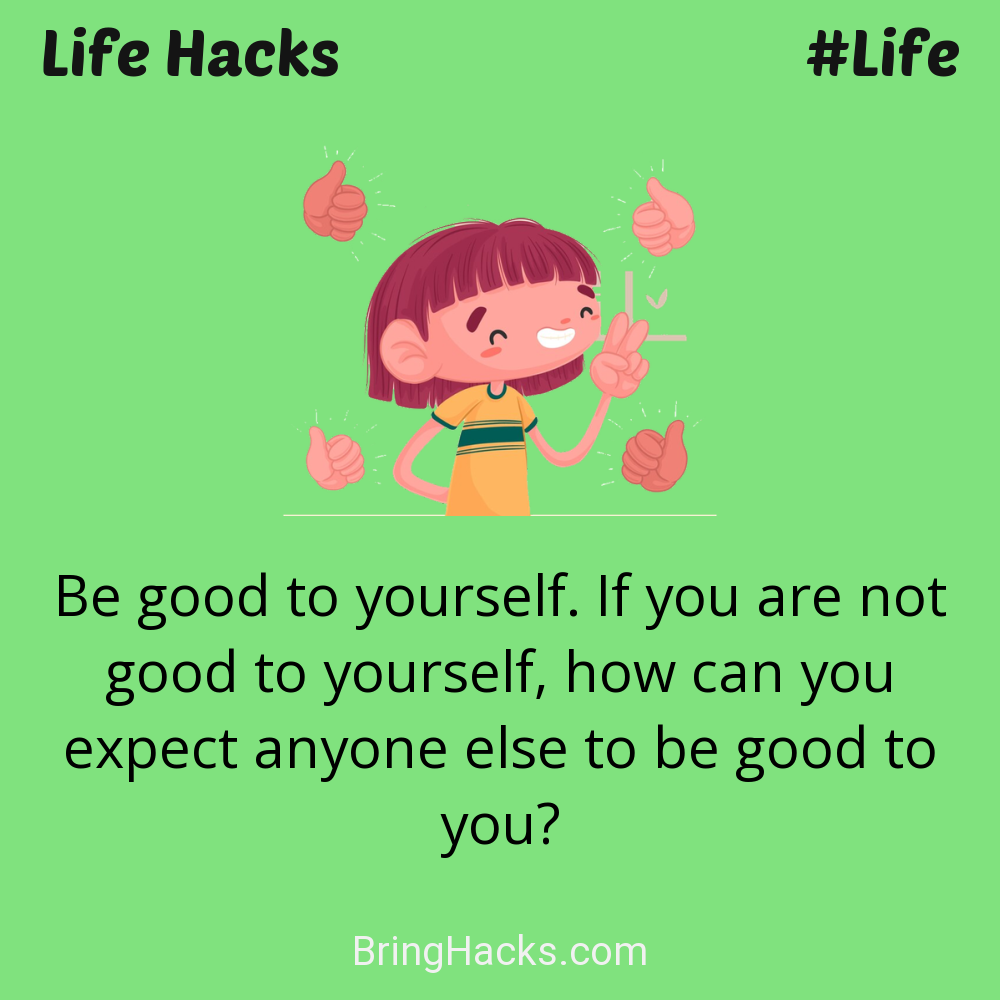 Life Hacks #Life
Be good to yourself. If you are not
good to yourself, how can you
expect anyone else to be good to
you?
BringHacks.com